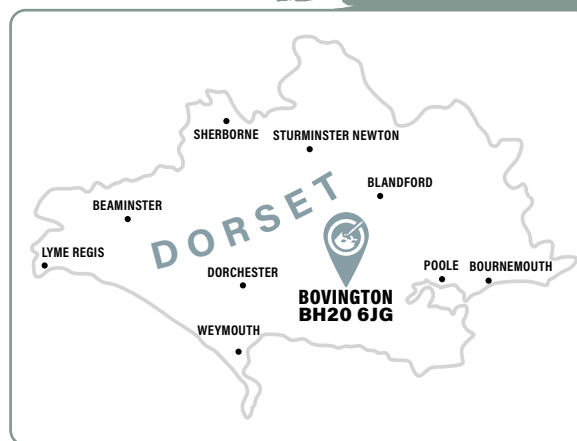 SHERBORNE
STURMINSTER NEWTON
BLANDFORD
DORSET
BEAMINSTER
LYME REGIS
DORCHESTER
POOLE
BOURNEMOUTH
BOVINGTON
BH20 6JG
WEYMOUTH